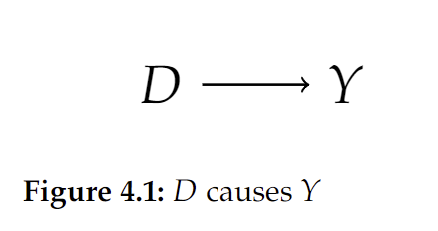 D → Y
Figure 4.1: D causes Y